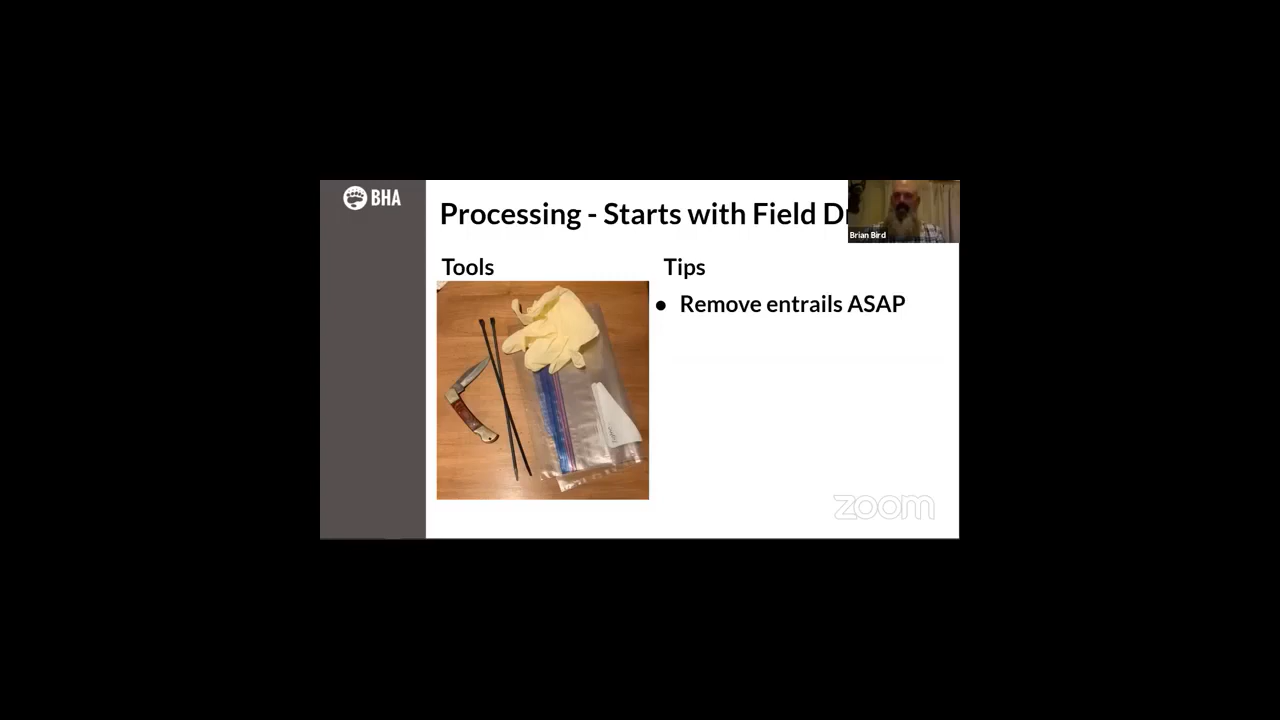 BHA
Processing - Starts with Field D
Brian Bird
Tools
Tips
● Remove entrails ASAP
zoom